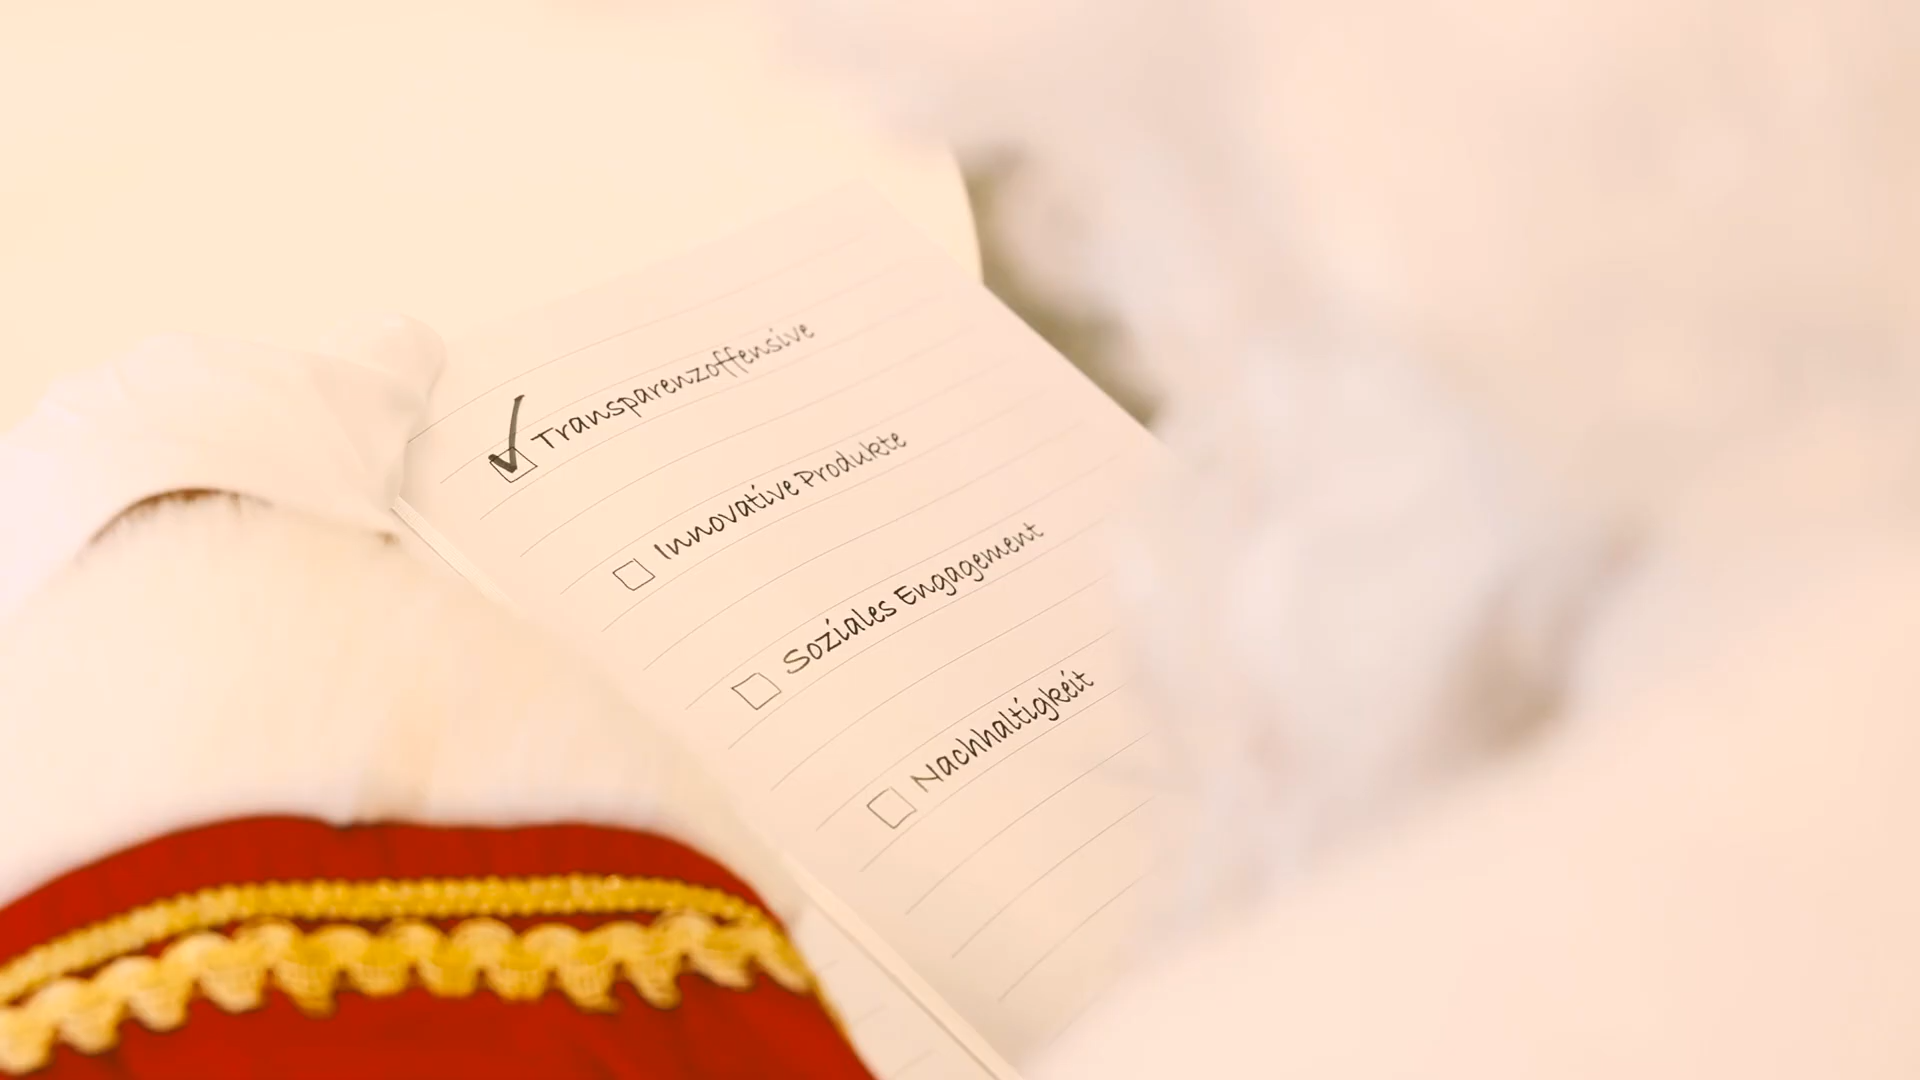 Transparenzoffensive
Innovative Produkte
Soziales Engagement
Nachhaltigkeit